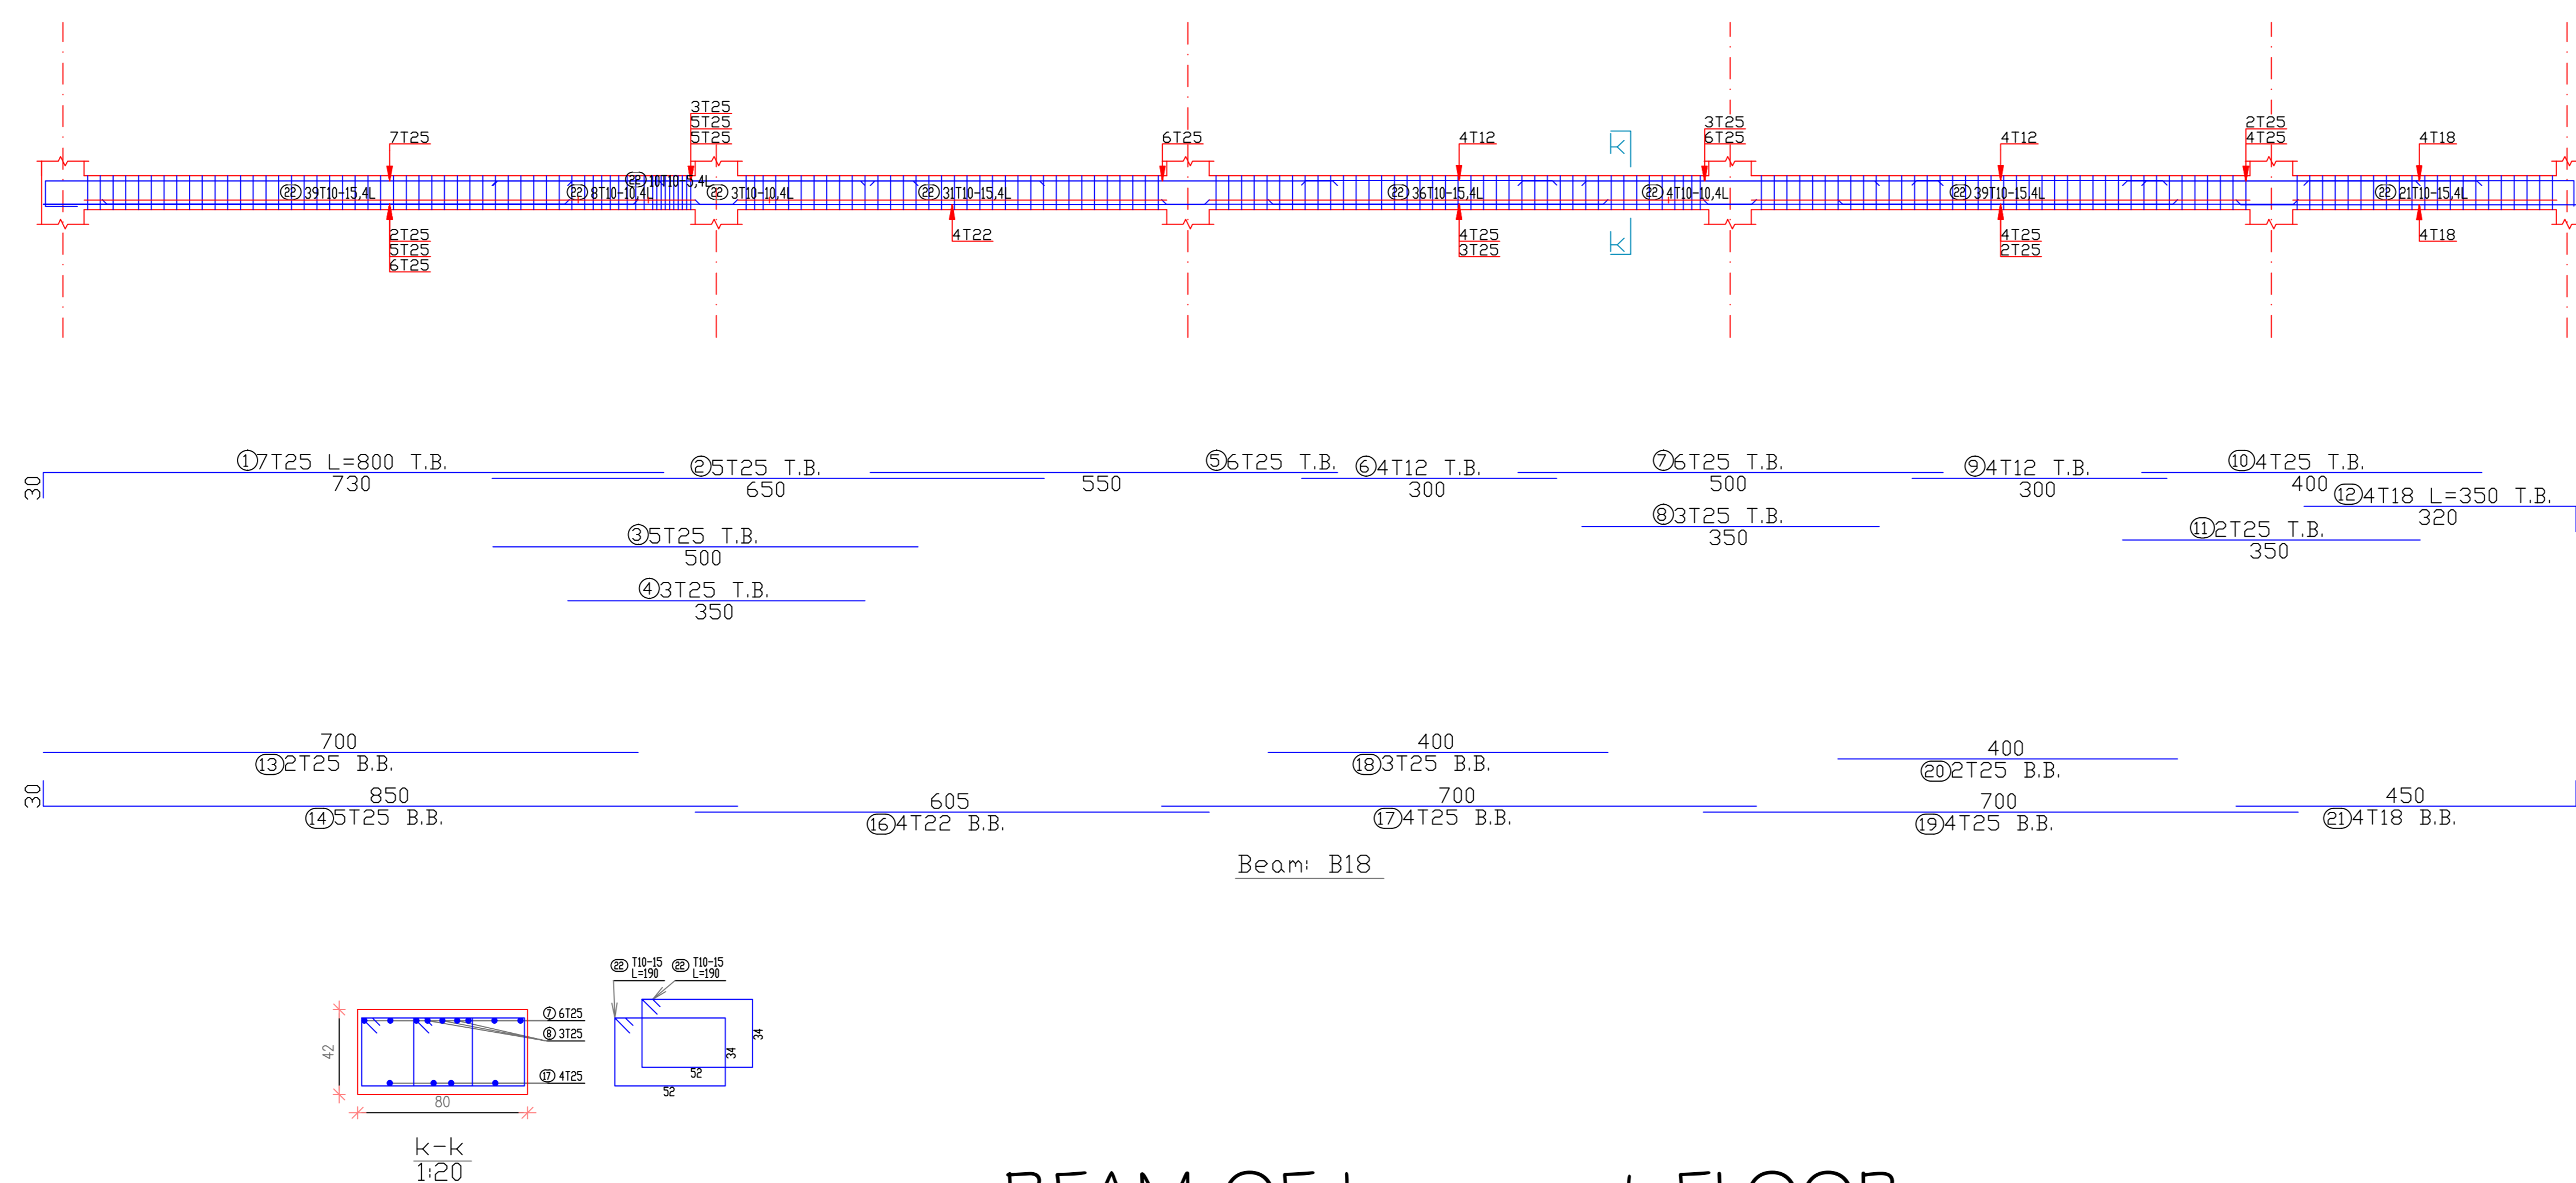 3T25
5T25
5T25
7T25
6T25
4T12
K
3T25
6T25
4T12
2T25
4T25
4T18
22 39T10-15,4L
22 8T10-10,4L
22 10T10-5,4L
22 3T10-10,4L
22 31T10-15,4L
22 36T10-15,4L
22 4T10-10,4L
22 39T10-15,4L
22 21T10-15,4L
2T25
5T25
6T25
4T22
4T25
3T25
K
4T25
2T25
4T18
1 7T25 L=800 T.B.
730
30
2 5T25 T.B.
650
5 6T25 T.B.
550
6 4T12 T.B.
300
7 6T25 T.B.
500
9 4T12 T.B.
300
10 4T25 T.B.
400
12 4T18 L=350 T.B.
320
3 5T25 T.B.
500
8 3T25 T.B.
350
11 2T25 T.B.
350
4 3T25 T.B.
350
700
13 2T25 B.B.
400
18 3T25 B.B.
400
20 2T25 B.B.
30
850
14 5T25 B.B.
605
16 4T22 B.B.
700
17 4T25 B.B.
700
19 4T25 B.B.
450
21 4T18 B.B.
Beam: B18
22 T10-15
L=190
22 T10-15
L=190
7 6T25
8 3T25
17 4T25
42
80
34
34
52
52
k-k
1:20
BEAM OF
FLOOR